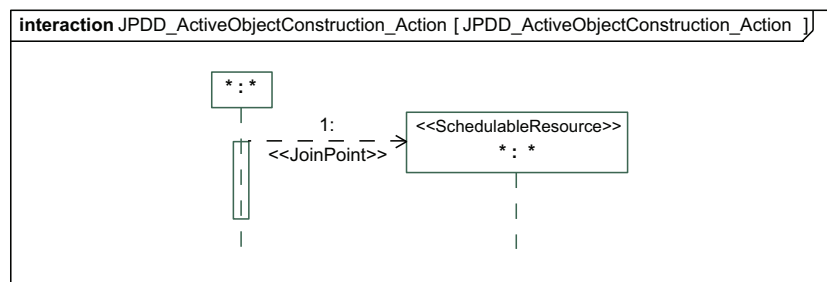 interaction JPDD_ActiveObjectConstruction_Action [ JPDD_ActiveObjectConstruction_Action ]
* : *
1:
<<JoinPoint>>
<<SchedulableResource>>
* : *